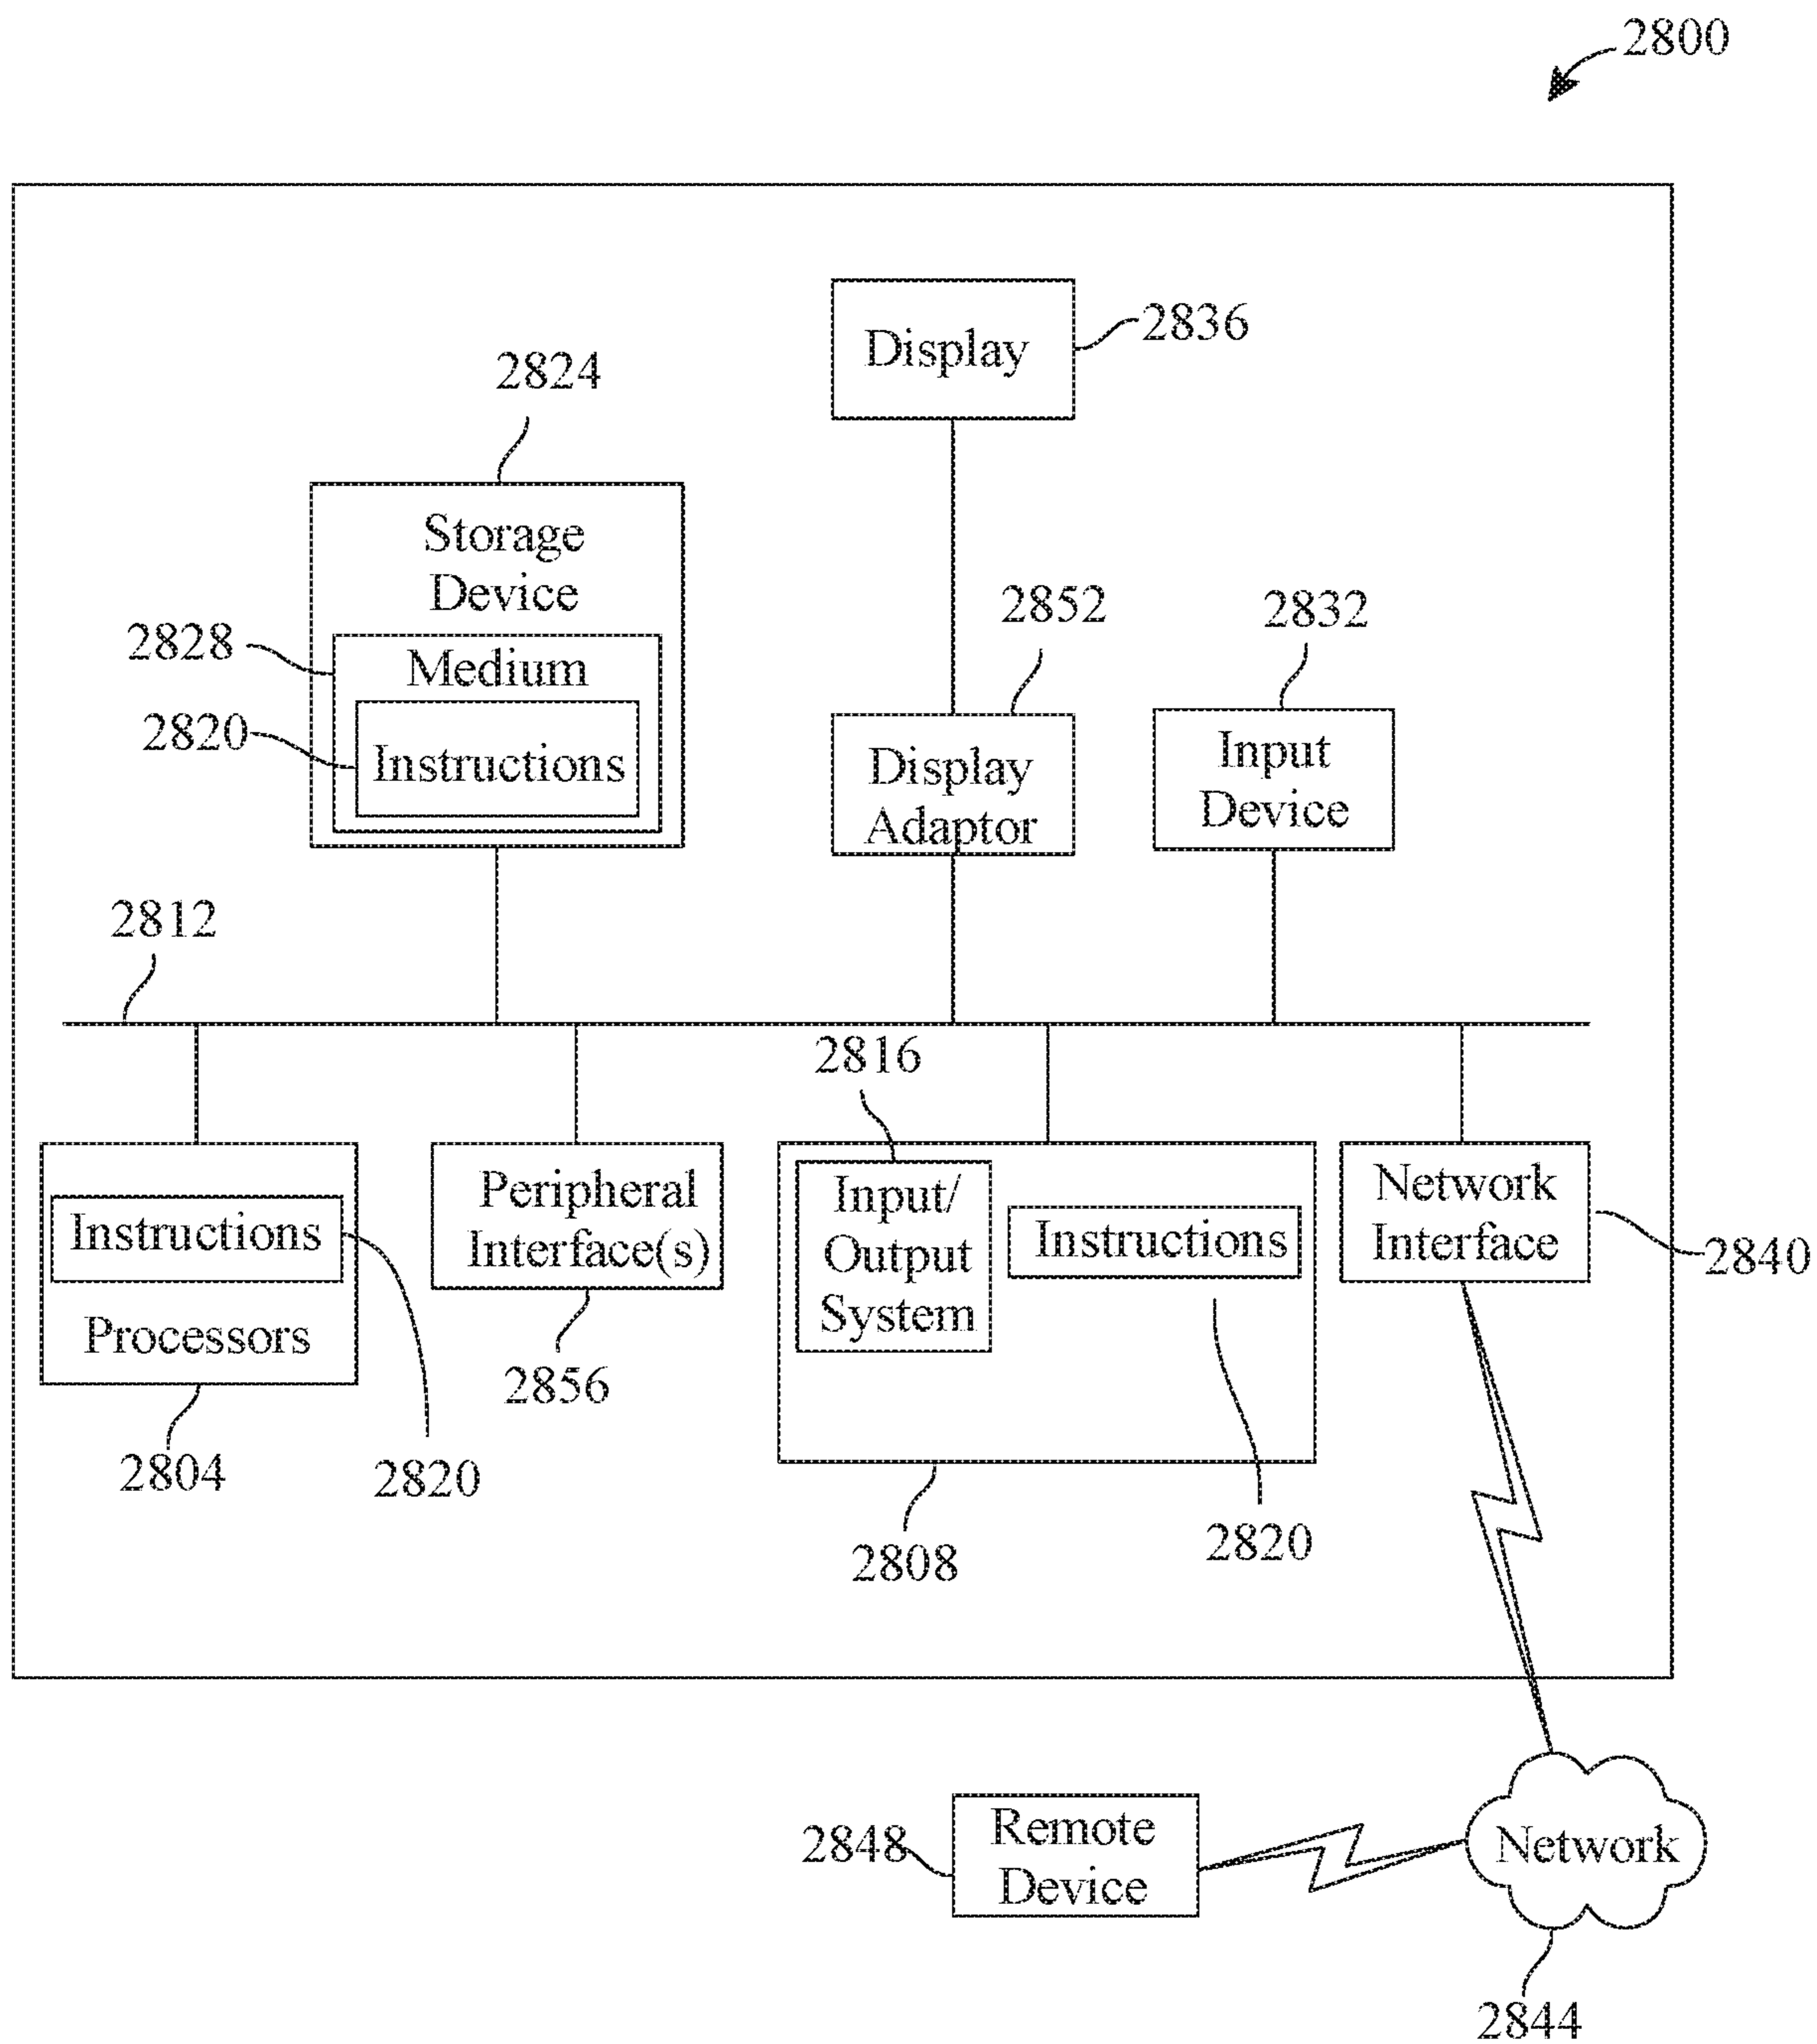 2800
Display
2836
2824
Storage
Device
2828
Medium
2820
Instructions
2852
Display
Adaptor
2832
Input
Device
2812
2816
Instructions
Processors
2804
2820
Peripheral
Interface(s)
2856
Input/
Output
System
Instructions
2808
2820
Network
Interface
2840
2848
Remote
Device
Network
2844